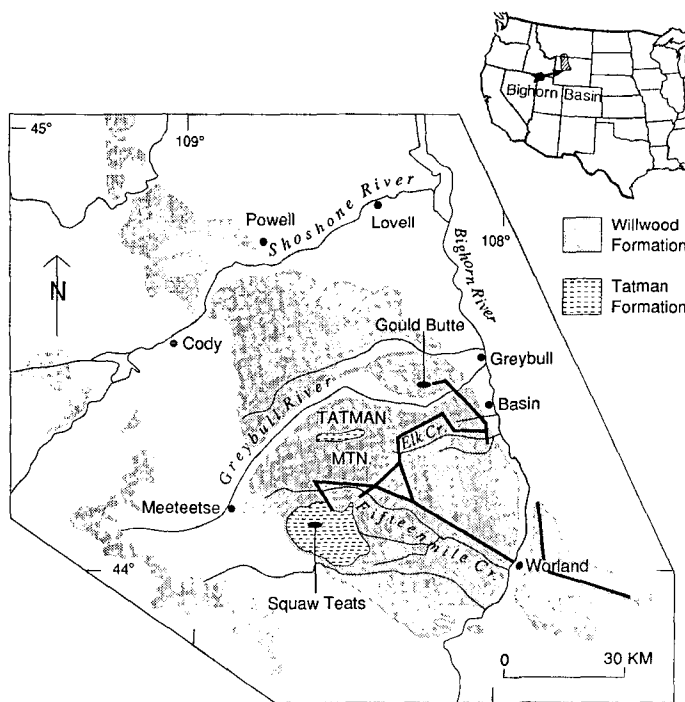 Bighorn Basin
45°
109°
108°
Shoshone River
Powell
Lovell
Bighorn River
Willwood
Formation
Tatman
Formation
N
Gould Butte
Cody
Greybull
Basin
Greybull River
TATMAN
MTN
Elk Cr.
Meeteetse
Fifteenmile Cr.
44
Worland
Squaw Teats
0 30 KM